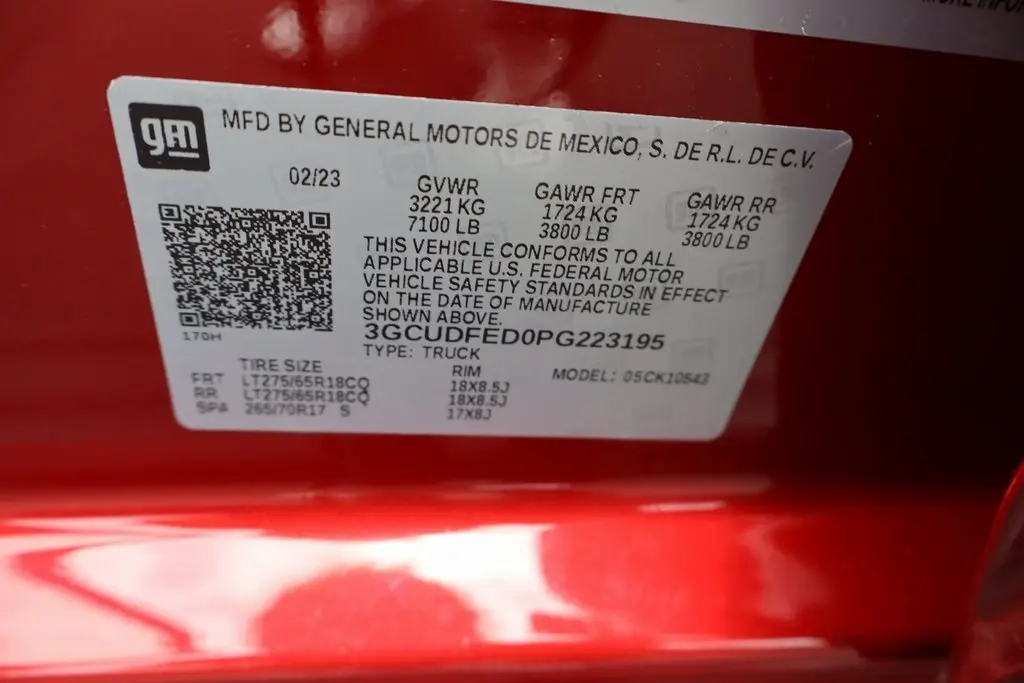 MORE INFOR
gm
MFD BY GENERAL MOTORS DE MEXICO, S. DE R.L. DE C.V.
02/23
GVWR GAWR FRT GAWR RR
3221 KG 1724 KG 1724 KG
7100 LB 3800 LB 3800 LB
THIS VEHICLE CONFORMS TO ALL
APPLICABLE U.S. FEDERAL MOTOR
VEHICLE SAFETY STANDARDS IN EFFECT
ON THE DATE OF MANUFACTURE
SHOWN ABOVE.
170H
3GCUDFED0PG223195
TYPE: TRUCK
TIRE SIZE RIM MODEL: 05CK10543
FRT LT275/65R18CQ 18X8.5J
RR LT275/65R18CQ 18X8.5J
SPA 265/70R17 S 17X8J